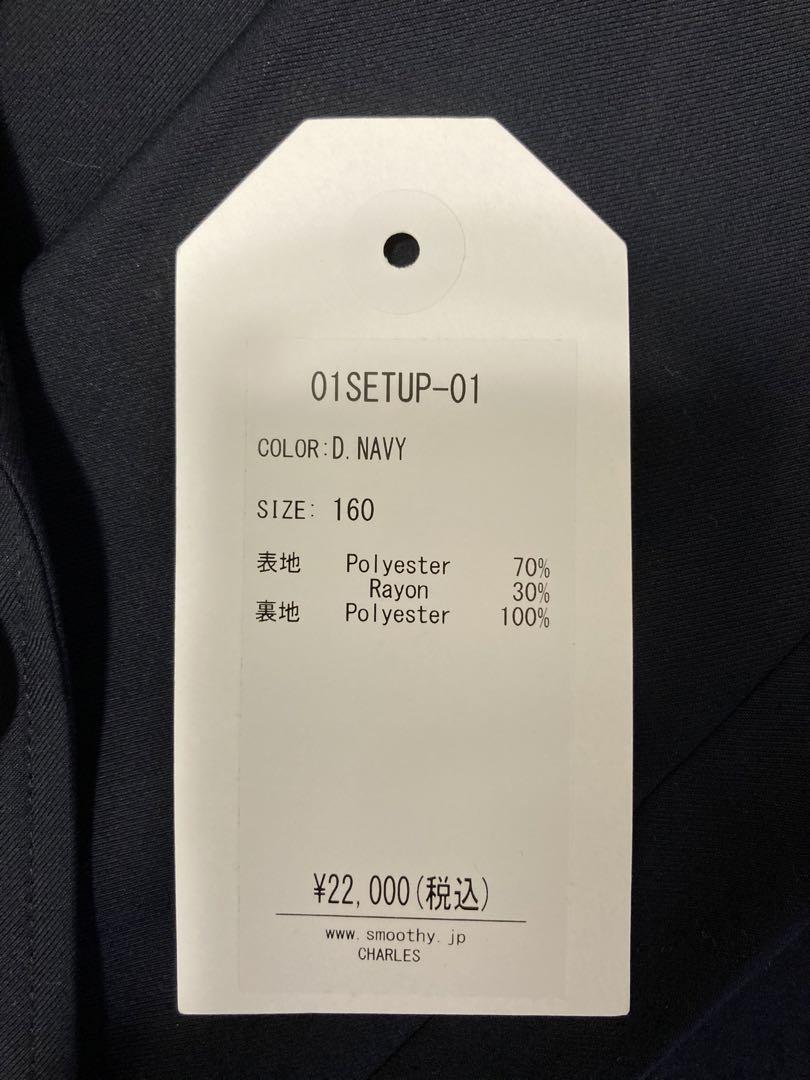 01SETUP-01
COLOR:D.NAVY
SIZE: 160
表地 Polyester 70%
Rayon 30%
裏地 Polyester 100%
¥22,000(税込)
www.smoothy.jp
CHARLES